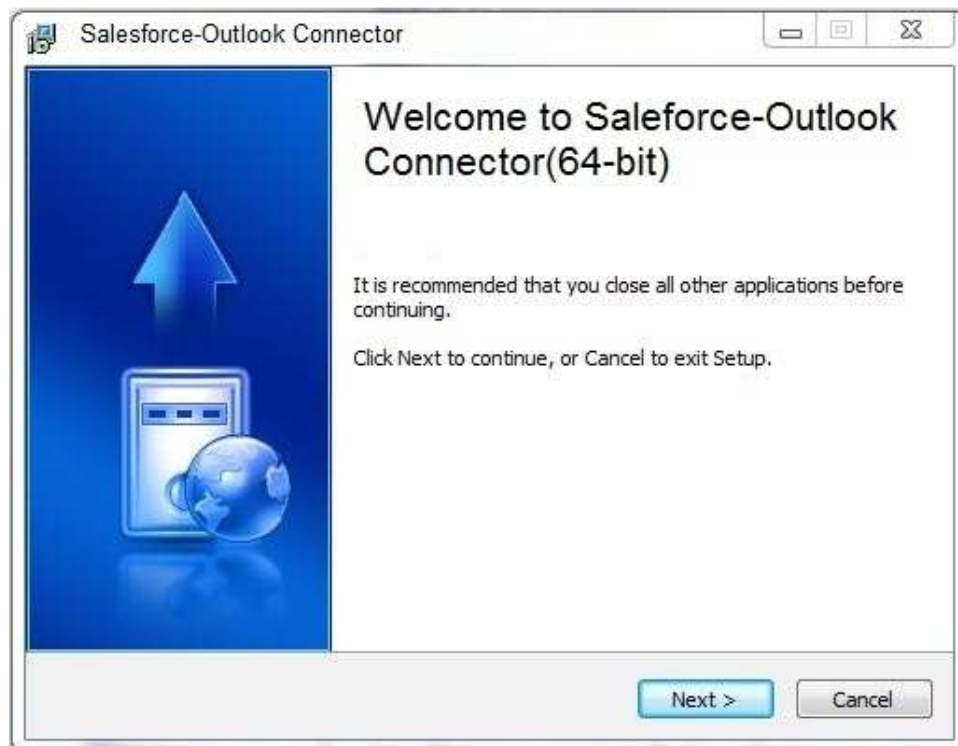 Salesforce-Outlook Connector
Welcome to Saleforce-Outlook
Connector(64-bit)
It is recommended that you close all other applications before
continuing.
Click Next to continue, or Cancel to exit Setup.
Next >
Cancel